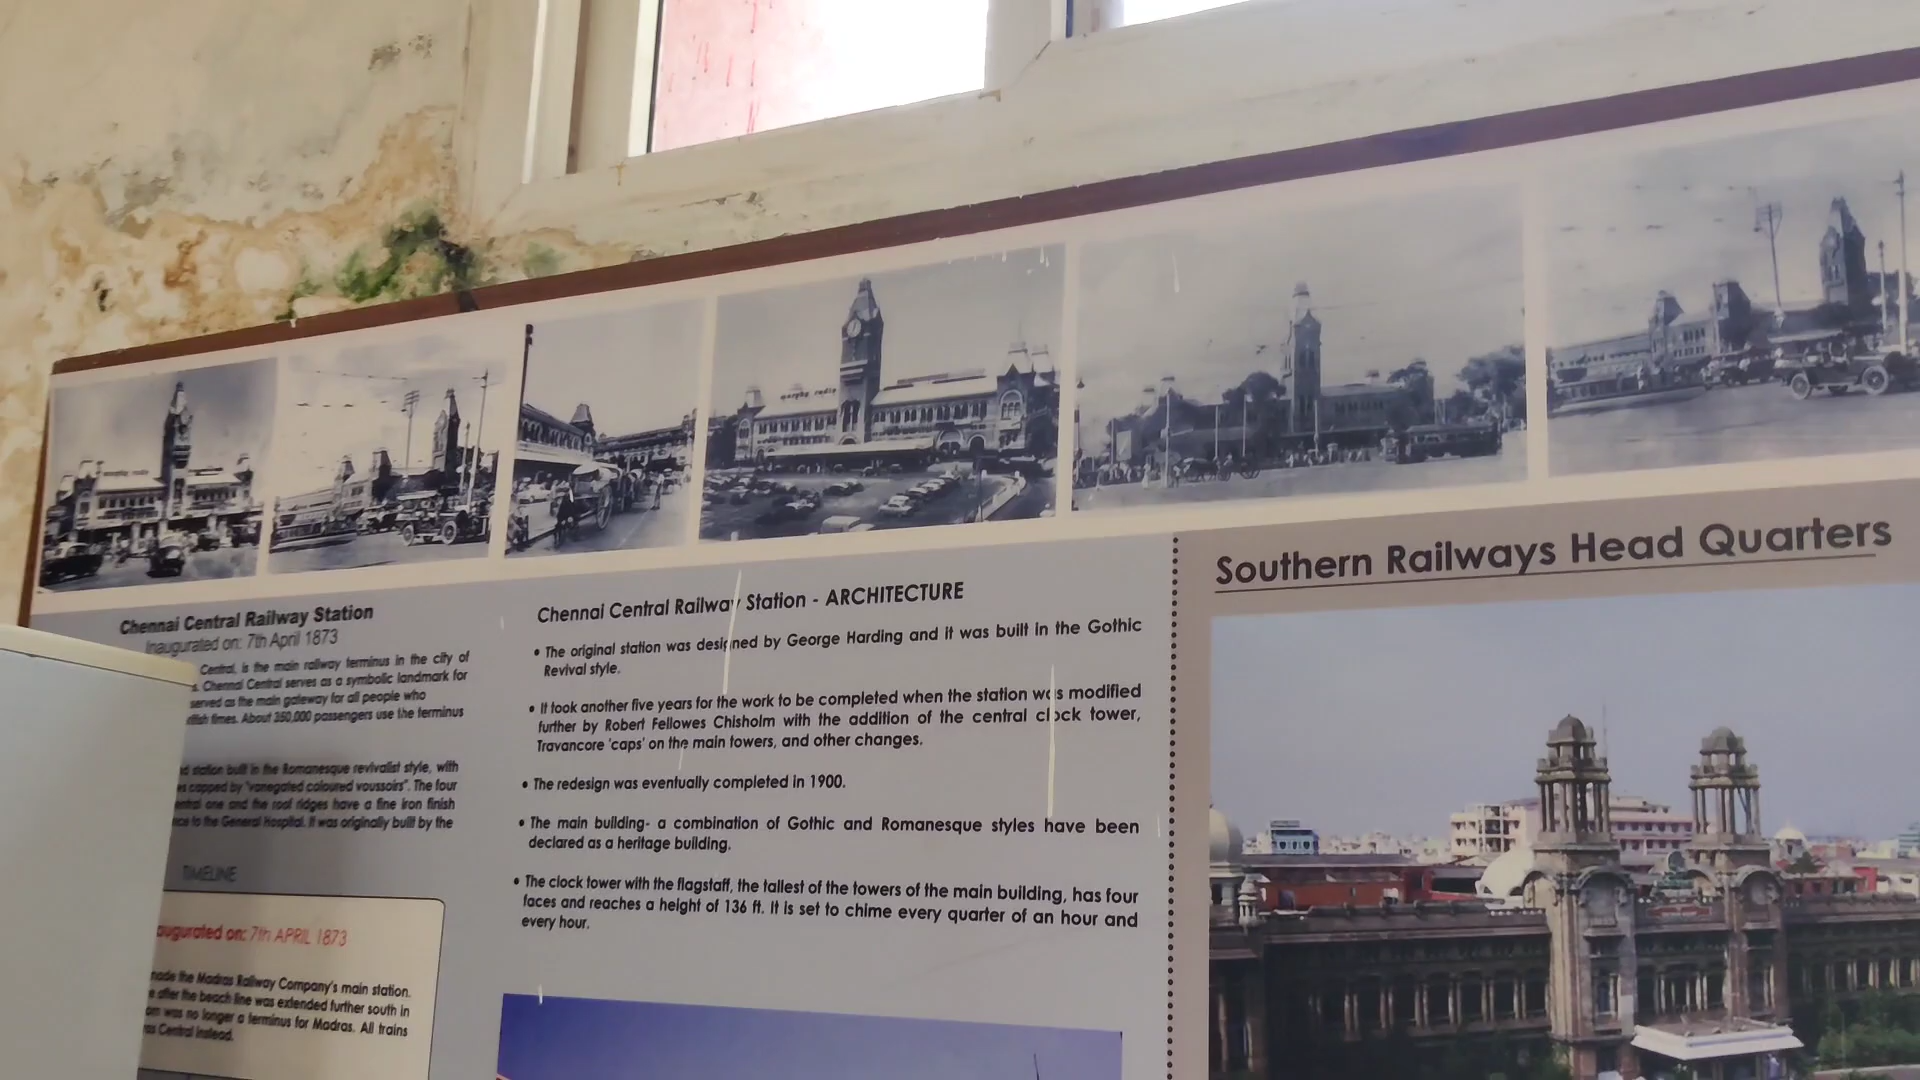 morphy radio
Chennai Central Railway Station
Inaugurated on: 7th April 1873
Central, is the main railway terminus in the city of
s. Chennai Central serves as a symbolic landmark for
served as the main gateway for all people who
itish times. About 350,000 passengers use the terminus
station built in the Romanesque revivalist style, with
capped by "variegated coloured voussoirs". The four
one and the roof ridges have a fine iron finish
to the General Hospital. It was originally built by the
TIMELINE
augurated on: 7th APRIL 1873
made the Madras Railway Company's main station.
after the beach line was extended further south in
was no longer a terminus for Madras. All trains
Central instead.
Chennai Central Railway Station - ARCHITECTURE
• The original station was designed by George Harding and it was built in the Gothic
Revival style.
• It took another five years for the work to be completed when the station was modified
further by Robert Fellowes Chisholm with the addition of the central clock tower,
Travancore 'caps' on the main towers, and other changes.
• The redesign was eventually completed in 1900.
• The main building- a combination of Gothic and Romanesque styles have been
declared as a heritage building.
• The clock tower with the flagstaff, the tallest of the towers of the main building, has four
faces and reaches a height of 136 ft. It is set to chime every quarter of an hour and
every hour.
Southern Railways Head Quarters